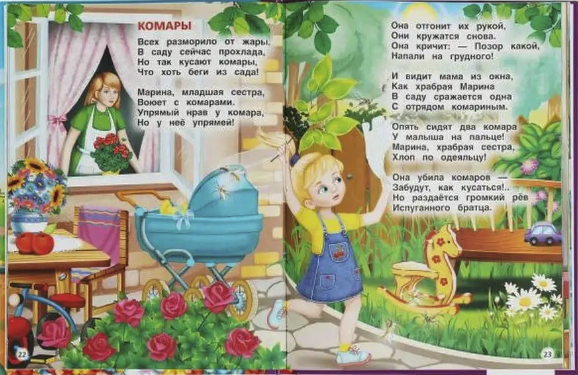 КОМАРЫ
Всех разморило от жары.
В саду сейчас прохлада,
Но так кусают комары,
Что хоть беги из сада!
Марина, младшая сестра,
Воюет с комарами.
Упрямый нрав у комара,
Но у неё упрямей!
22
Она отгонит их рукой,
Они кружатся снова.
Она кричит: — Позор какой,
Напали на грудного!
И видит мама из окна,
Как храбрая Марина
В саду сражается одна
С отрядом комариным.
Опять сидят два комара
У малыша на пальце!
Марина, храбрая сестра,
Хлоп по одеяльцу!
Она убила комаров —
Забудут, как кусаться!..
Но раздаётся громкий рёв
Испуганного братца.
23